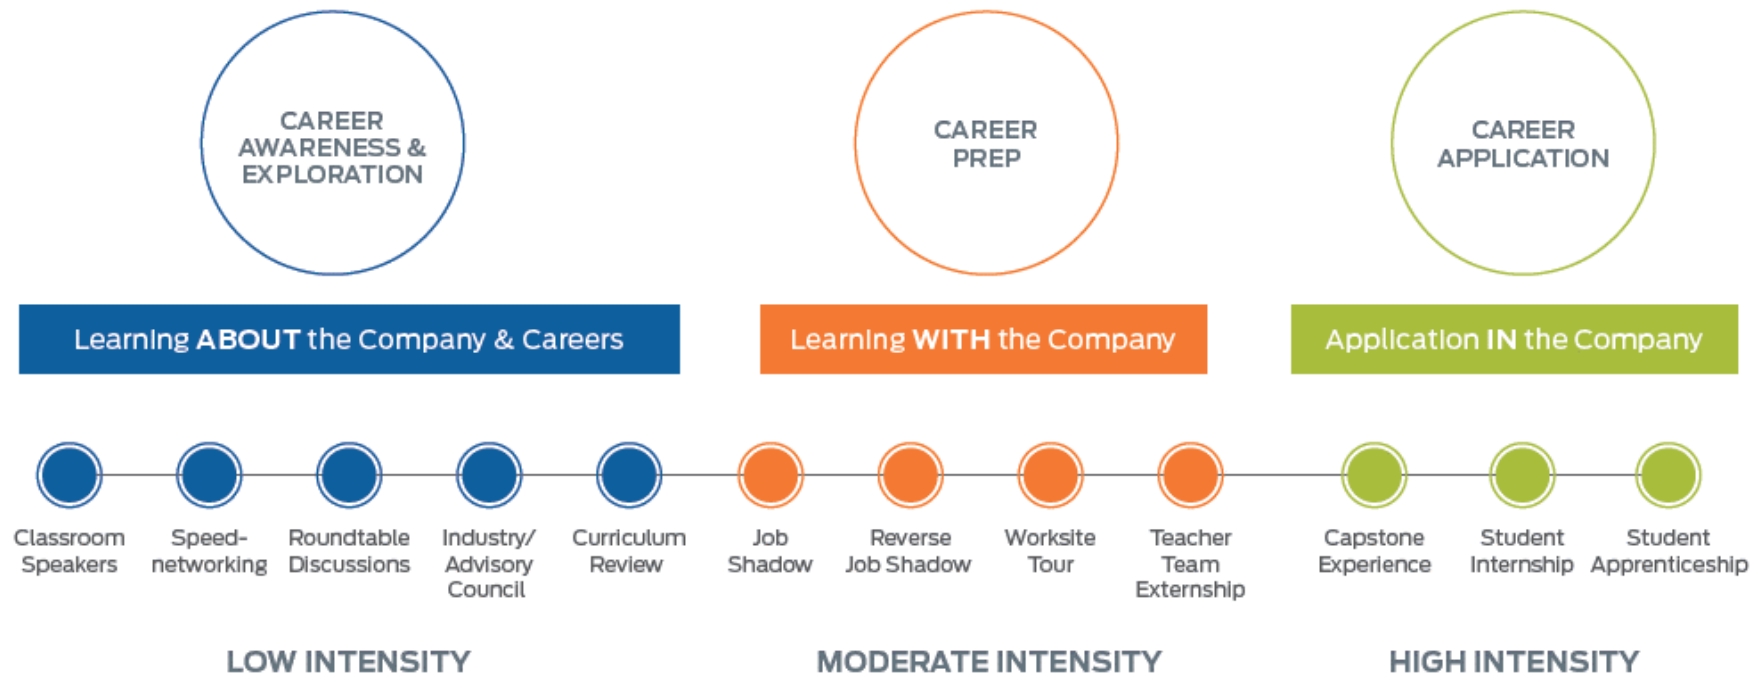 CAREER
AWARENESS &
EXPLORATION
CAREER
PREP
CAREER
APPLICATION
Learning ABOUT the Company & Careers
Learning WITH the Company
Application IN the Company
Classroom
Speakers
Speed-
networking
Roundtable
Discussions
Industry/
Advisory
Council
Curriculum
Review
Job
Shadow
Reverse
Job Shadow
Worksite
Tour
Teacher
Team
Externship
Capstone
Experience
Student
Internship
Student
Apprenticeship
LOW INTENSITY
MODERATE INTENSITY
HIGH INTENSITY